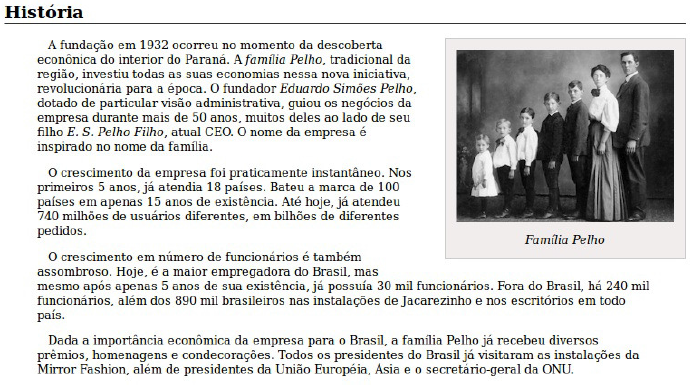 História
A fundação em 1932 ocorreu no momento da descoberta
econômica do interior do Paraná. A família Pelho, tradicional da
região, investiu todas as suas economias nessa nova iniciativa,
revolucionária para a época. O fundador Eduardo Simões Pelho,
dotado de particular visão administrativa, guiou os negócios da
empresa durante mais de 50 anos, muitos deles ao lado de seu
filho E. S. Pelho Filho, atual CEO. O nome da empresa é
inspirado no nome da família.
O crescimento da empresa foi praticamente instantâneo. Nos
primeiros 5 anos, já atendia 18 países. Bateu a marca de 100
países em apenas 15 anos de existência. Até hoje, já atendeu
740 milhões de usuários diferentes, em bilhões de diferentes
pedidos.
Família Pelho
O crescimento em número de funcionários é também
assombroso. Hoje, é a maior empregadora do Brasil, mas
mesmo após apenas 5 anos de sua existência, já possuía 30 mil funcionários. Fora do Brasil, há 240 mil
funcionários, além dos 890 mil brasileiros nas instalações de Jacarezinho e nos escritórios em todo
país.
Dada a importância econômica da empresa para o Brasil, a família Pelho já recebeu diversos
prêmios, homenagens e condecorações. Todos os presidentes do Brasil já visitaram as instalações da
Mirror Fashion, além de presidentes da União Européia, Ásia e o secretário-geral da ONU.